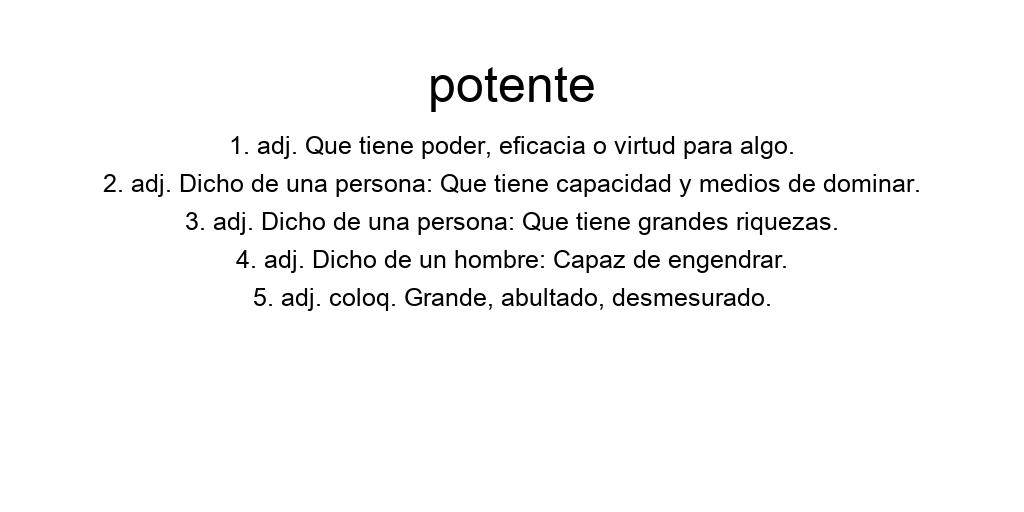 potente
1. adj. Que tiene poder, eficacia o virtud para algo.
2. adj. Dicho de una persona: Que tiene capacidad y medios de dominar.
3. adj. Dicho de una persona: Que tiene grandes riquezas.
4. adj. Dicho de un hombre: Capaz de engendrar.
5. adj. coloq. Grande, abultado, desmesurado.